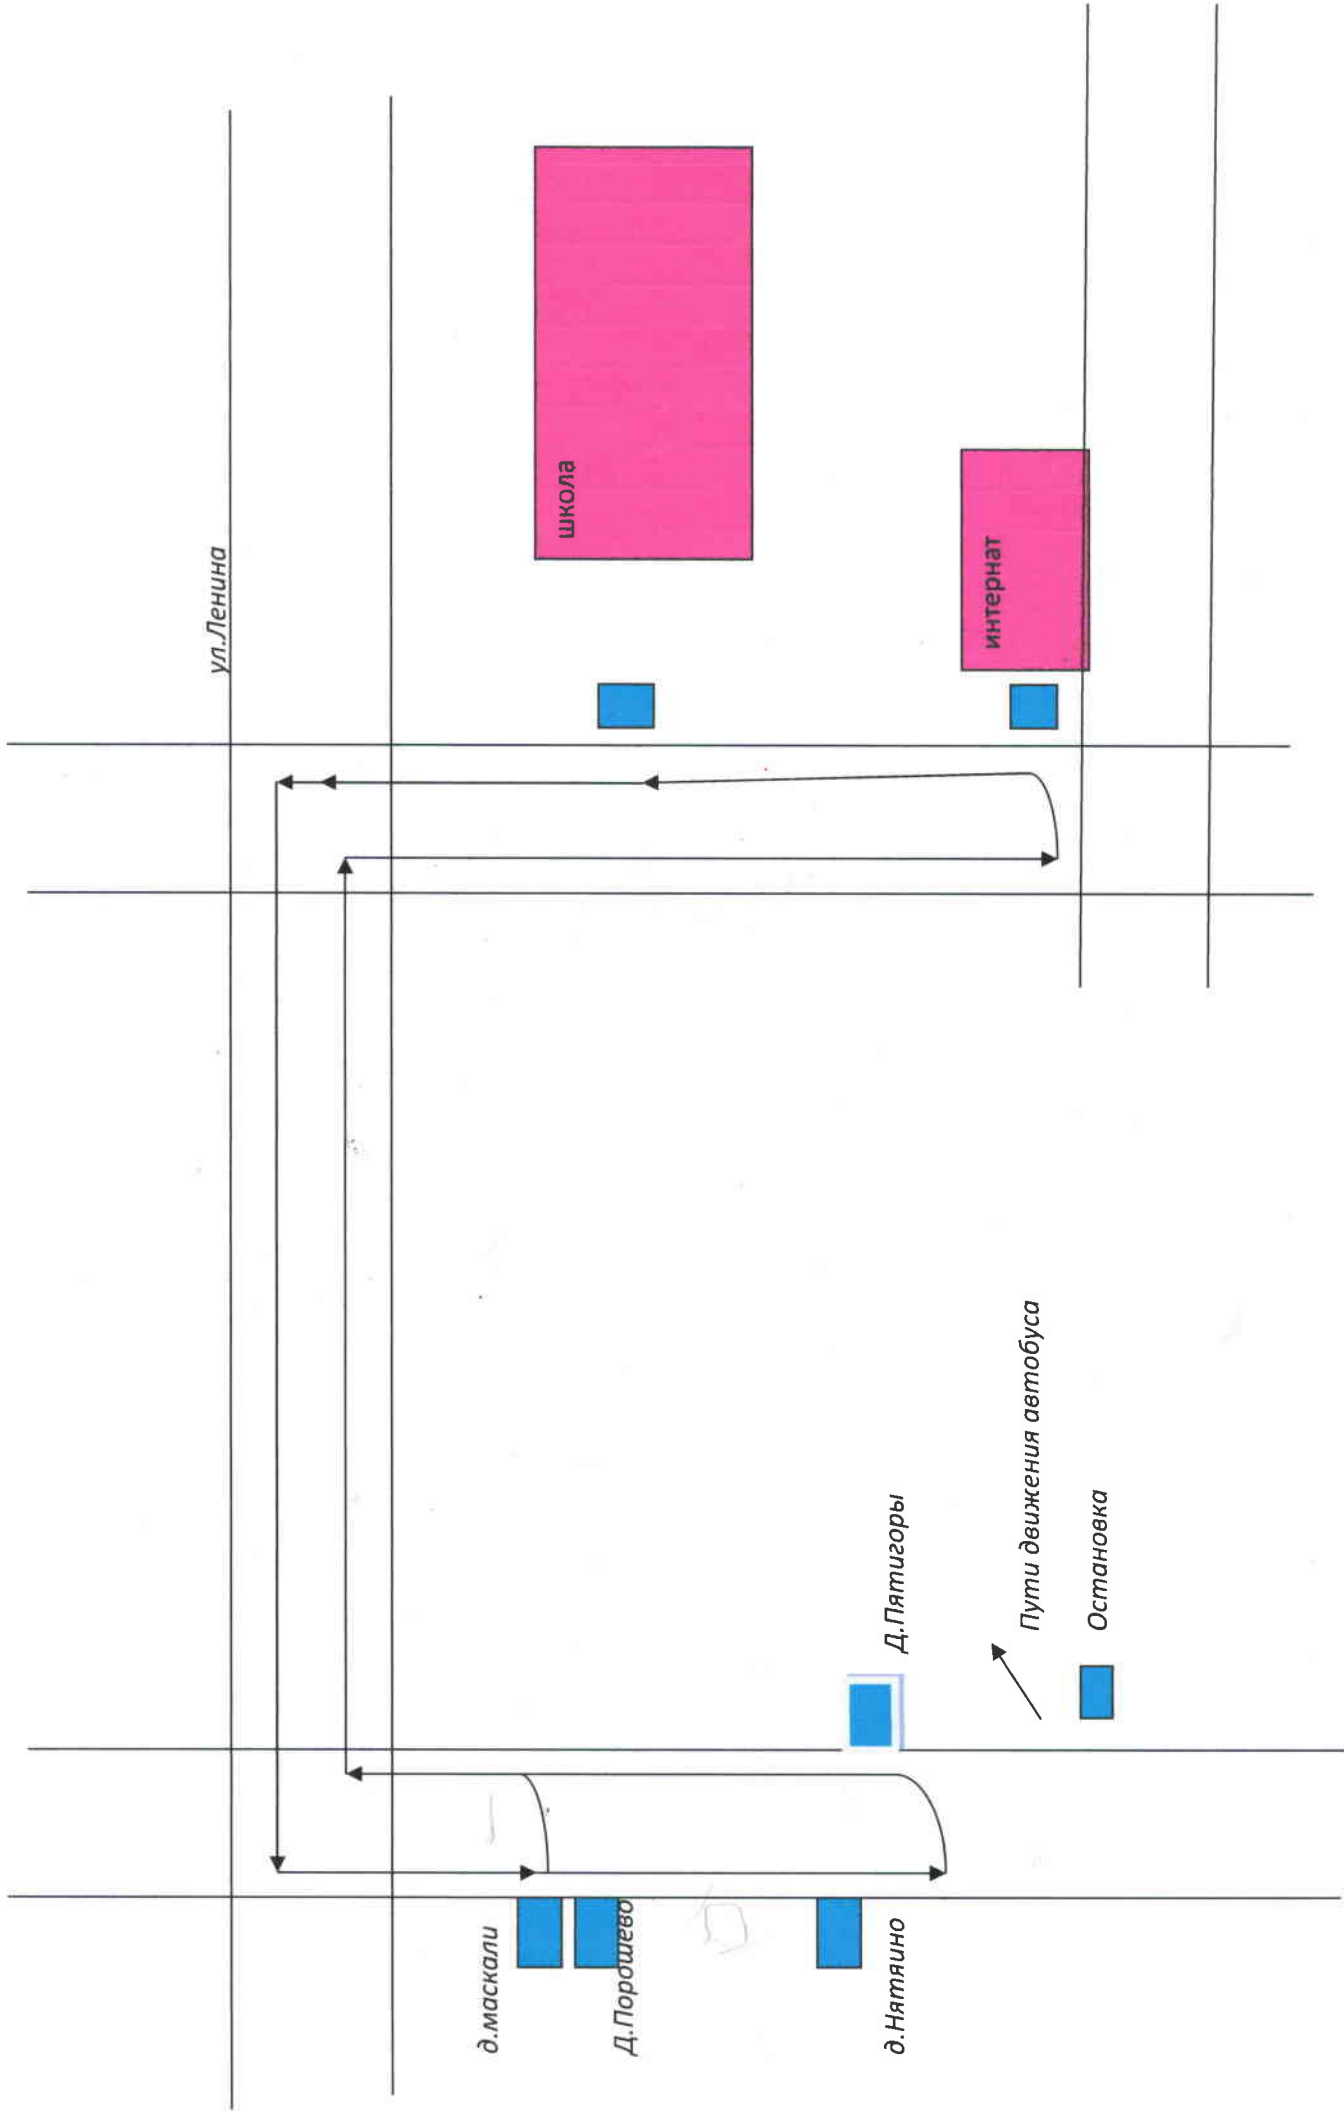 ул.Ленина
школа
интернат
д.маскали
Д.Порошево
д.Нятяино
Д.Пятигоры
Пути движения автобуса
Остановка